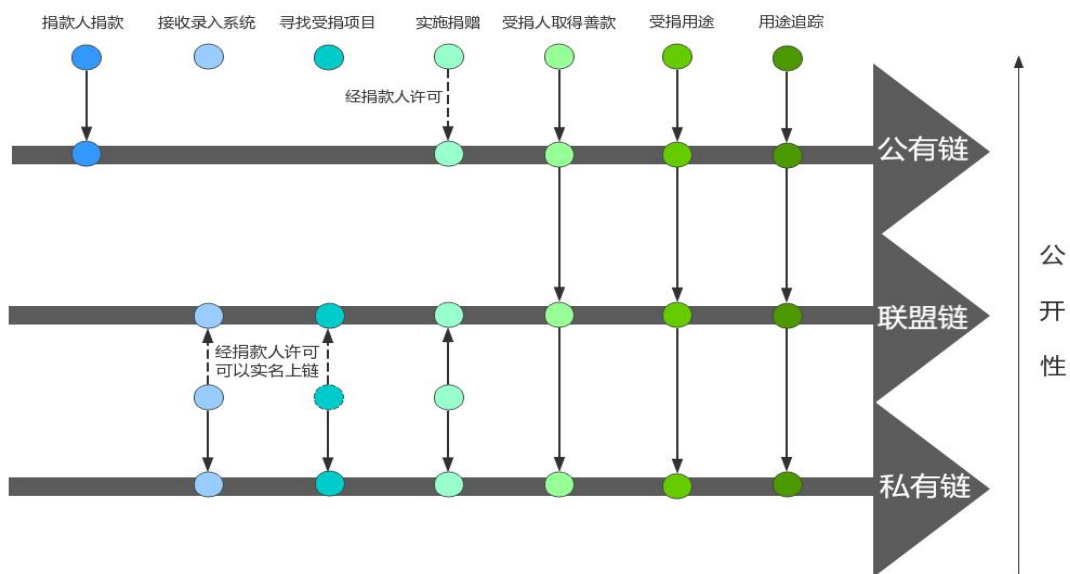 捐款人捐款
接收录入系统
寻找受捐项目
实施捐赠
受捐人取得善款
受捐用途
用途追踪
经捐款人许可
公有链
公开性
联盟链
经捐款人许可
可以实名上链
私有链